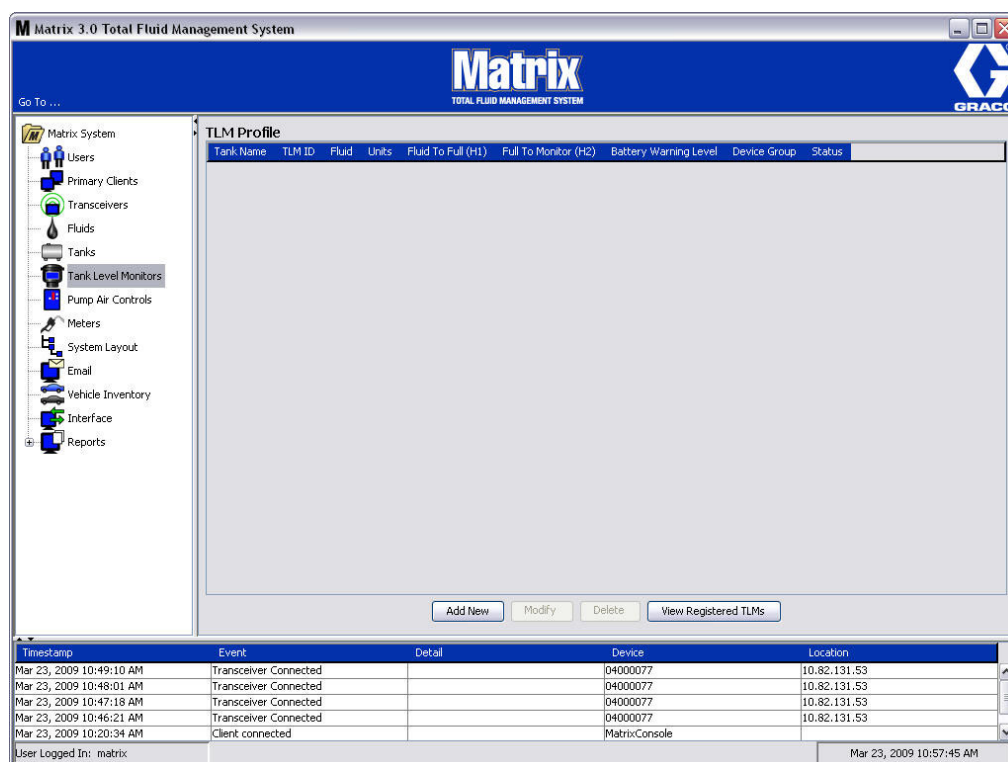 Matrix 3.0 Total Fluid Management System
Matrix
TOTAL FLUID MANAGEMENT SYSTEM
Go To ...
GRACO
Matrix System
Users
Primary Clients
Transceivers
Fluids
Tanks
Tank Level Monitors
Pump Air Controls
Meters
System Layout
Email
Vehicle Inventory
Interface
Reports
TLM Profile
Tank Name TLM ID Fluid Units Fluid To Full (H1) Full To Monitor (H2) Battery Warning Level Device Group Status
Add New Modify Delete View Registered TLMs
Timestamp Event Detail Device Location
Mar 23, 2009 10:49:10 AM Transceiver Connected 04000077 10.82.131.53
Mar 23, 2009 10:48:01 AM Transceiver Connected 04000077 10.82.131.53
Mar 23, 2009 10:47:18 AM Transceiver Connected 04000077 10.82.131.53
Mar 23, 2009 10:46:21 AM Transceiver Connected 04000077 10.82.131.53
Mar 23, 2009 10:20:34 AM Client connected MatrixConsole
User Logged In: matrix Mar 23, 2009 10:57:45 AM